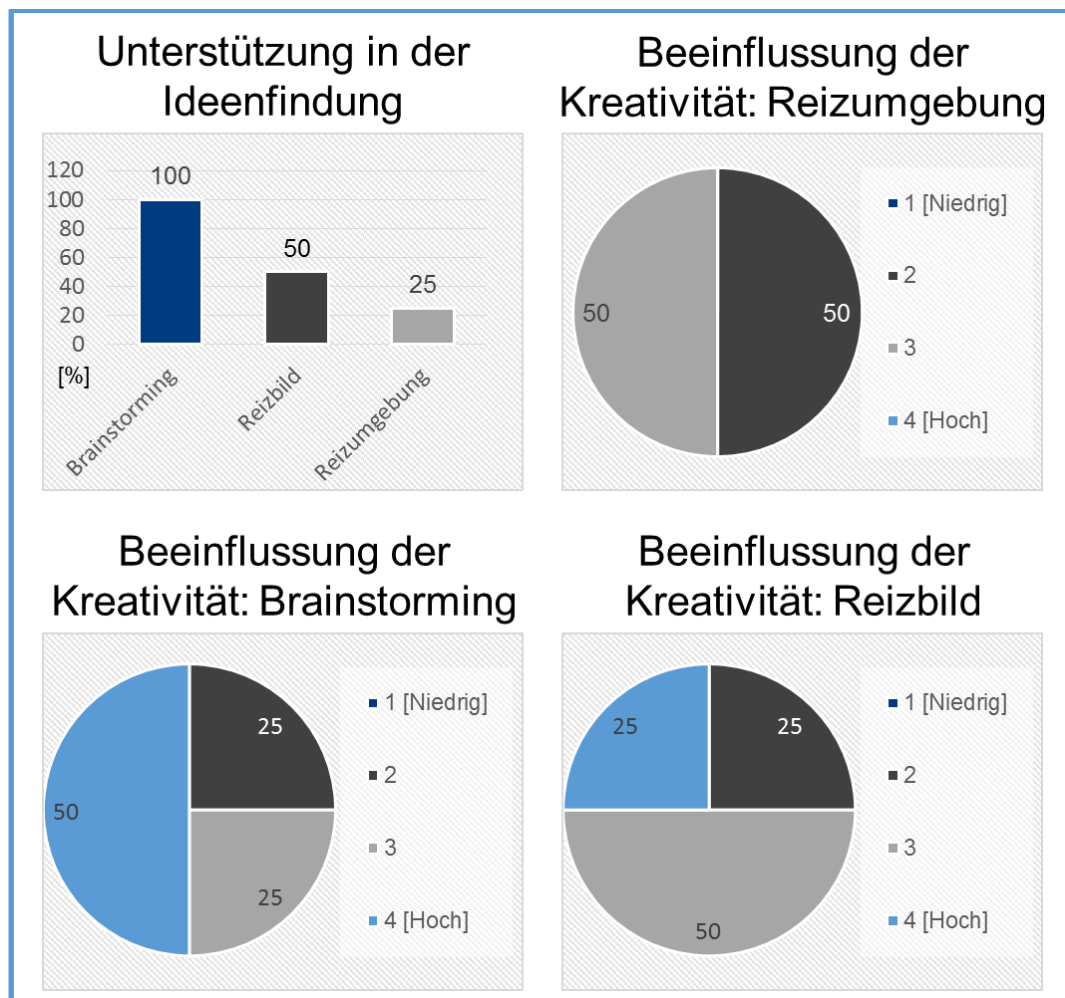 Unterstützung in der
Ideenfindung
120
100
80
60
40
20
0
[%]
100
50
25
Brainstorming
Reizbild
Reizumgebung
Beeinflussung der
Kreativität: Reizumgebung
50
50
1 [Niedrig]
2
3
4 [Hoch]
Beeinflussung der
Kreativität: Brainstorming
25
50
25
1 [Niedrig]
2
3
4 [Hoch]
Beeinflussung der
Kreativität: Reizbild
25
25
50
1 [Niedrig]
2
3
4 [Hoch]